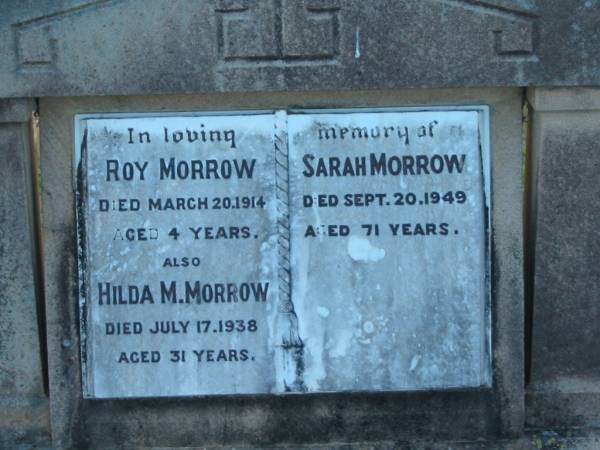 In loving memory of
ROY MORROW
DIED MARCH 20.1914
AGED 4 YEARS.
ALSO
HILDA M. MORROW
DIED JULY 17.1938
AGED 31 YEARS.
SARAH MORROW
DIED SEPT. 20.1949
AGED 71 YEARS.